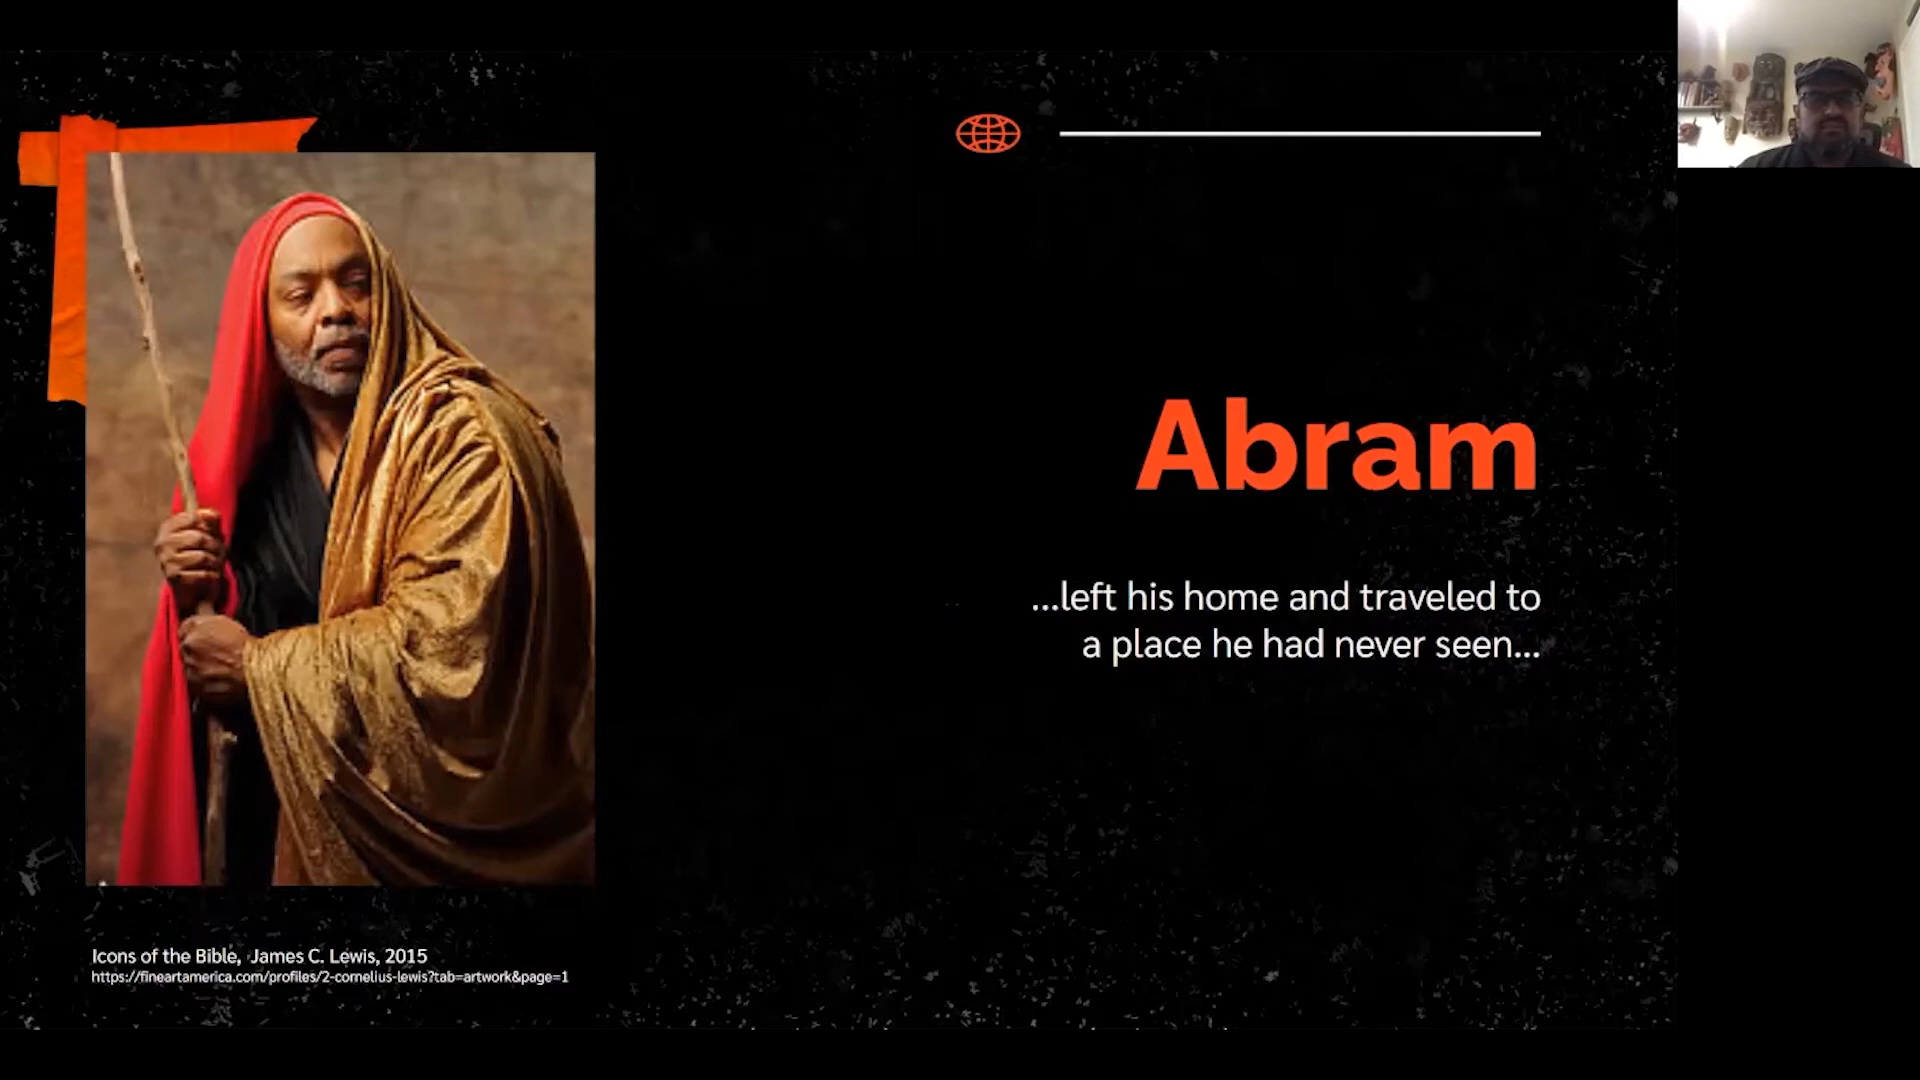 Abram
...left his home and traveled to
a place he had never seen...
Icons of the Bible, James C. Lewis, 2015
https://fineartamerica.com/profiles/2-cornelius-lewis?tab=artwork&page=1